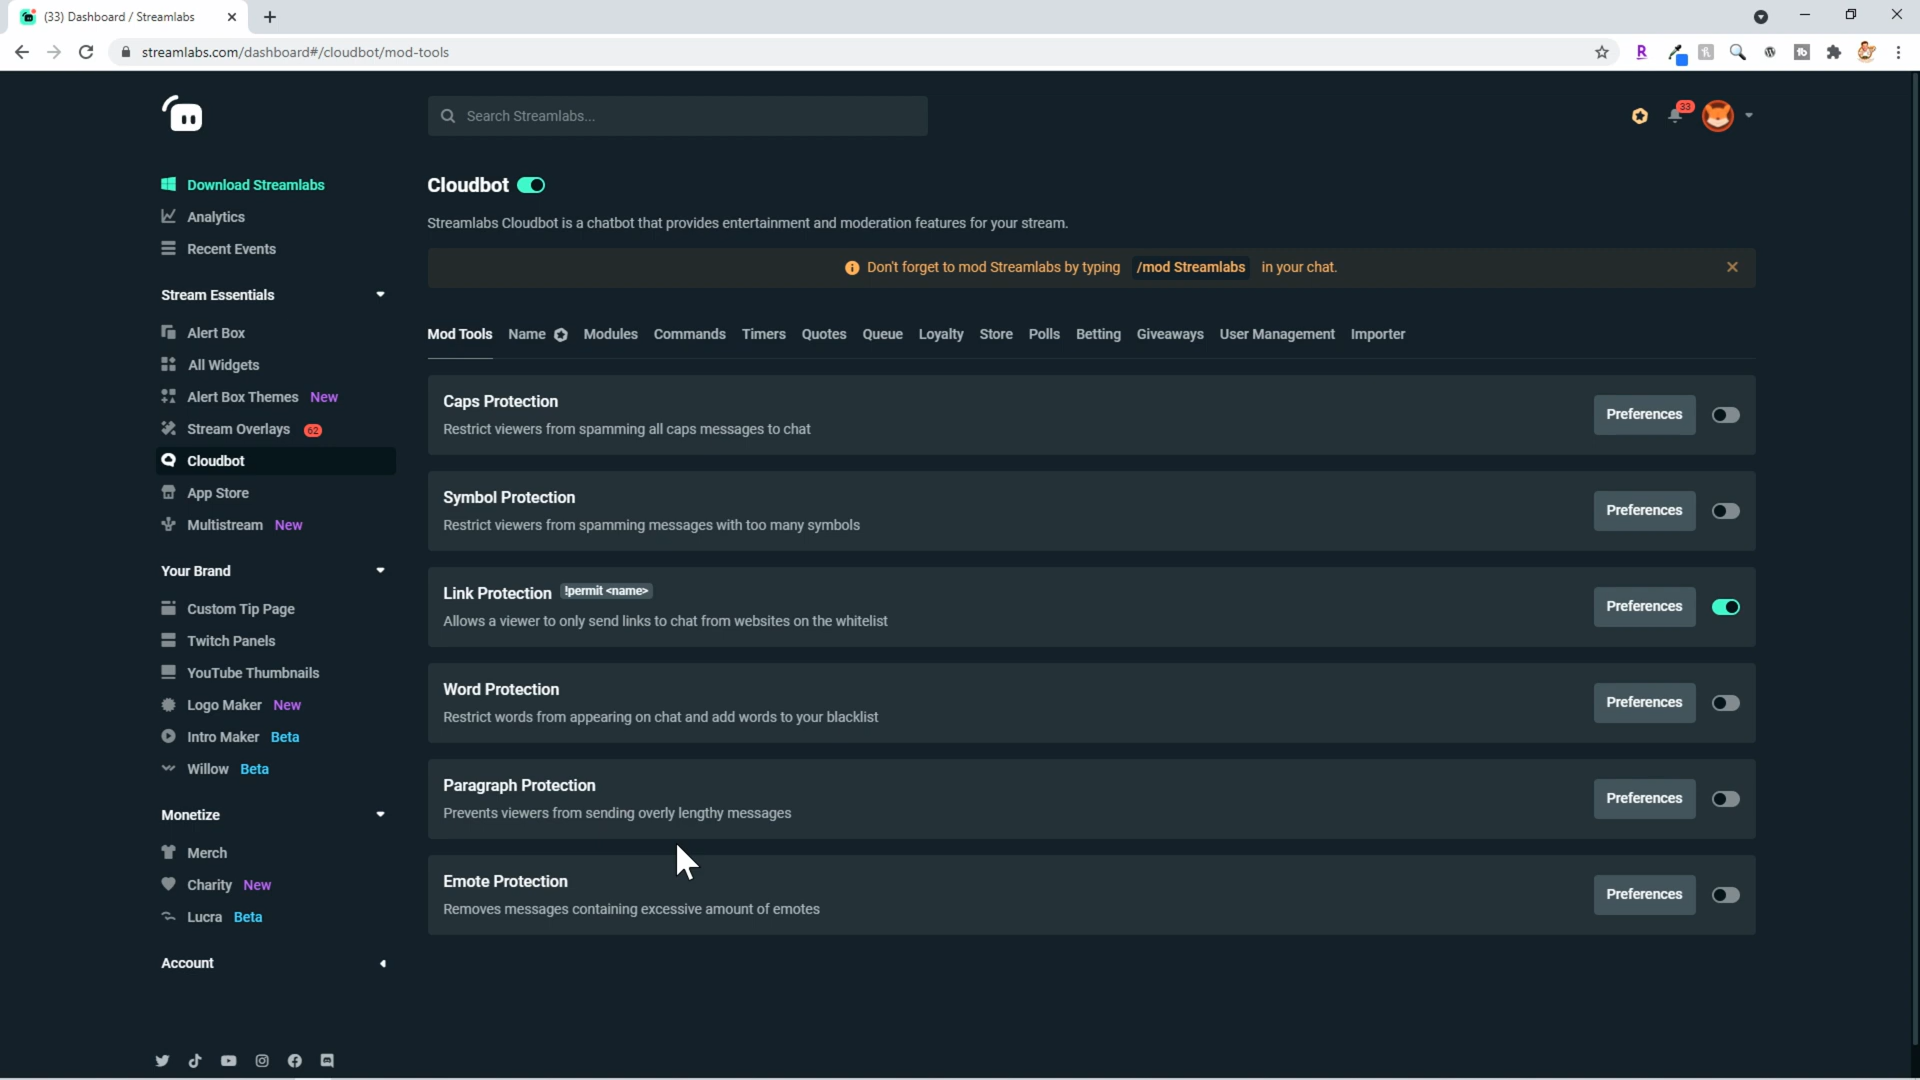 (33) Dashboard / Streamlabs
streamlabs.com/dashboard#/cloudbot/mod-tools
Search Streamlabs...
33
Download Streamlabs
Analytics
Recent Events
Stream Essentials
Alert Box
All Widgets
Alert Box Themes New
Stream Overlays 62
Cloudbot
App Store
Multistream New
Your Brand
Custom Tip Page
Twitch Panels
YouTube Thumbnails
Logo Maker New
Intro Maker Beta
Willow Beta
Monetize
Merch
Charity New
Lucra Beta
Account
Cloudbot
Streamlabs Cloudbot is a chatbot that provides entertainment and moderation features for your stream.
Don't forget to mod Streamlabs by typing /mod Streamlabs in your chat.
Mod Tools Name Modules Commands Timers Quotes Queue Loyalty Store Polls Betting Giveaways User Management Importer
Caps Protection
Restrict viewers from spamming all caps messages to chat
Preferences
Symbol Protection
Restrict viewers from spamming messages with too many symbols
Preferences
Link Protection !permit <name>
Allows a viewer to only send links to chat from websites on the whitelist
Preferences
Word Protection
Restrict words from appearing on chat and add words to your blacklist
Preferences
Paragraph Protection
Prevents viewers from sending overly lengthy messages
Preferences
Emote Protection
Removes messages containing excessive amount of emotes
Preferences